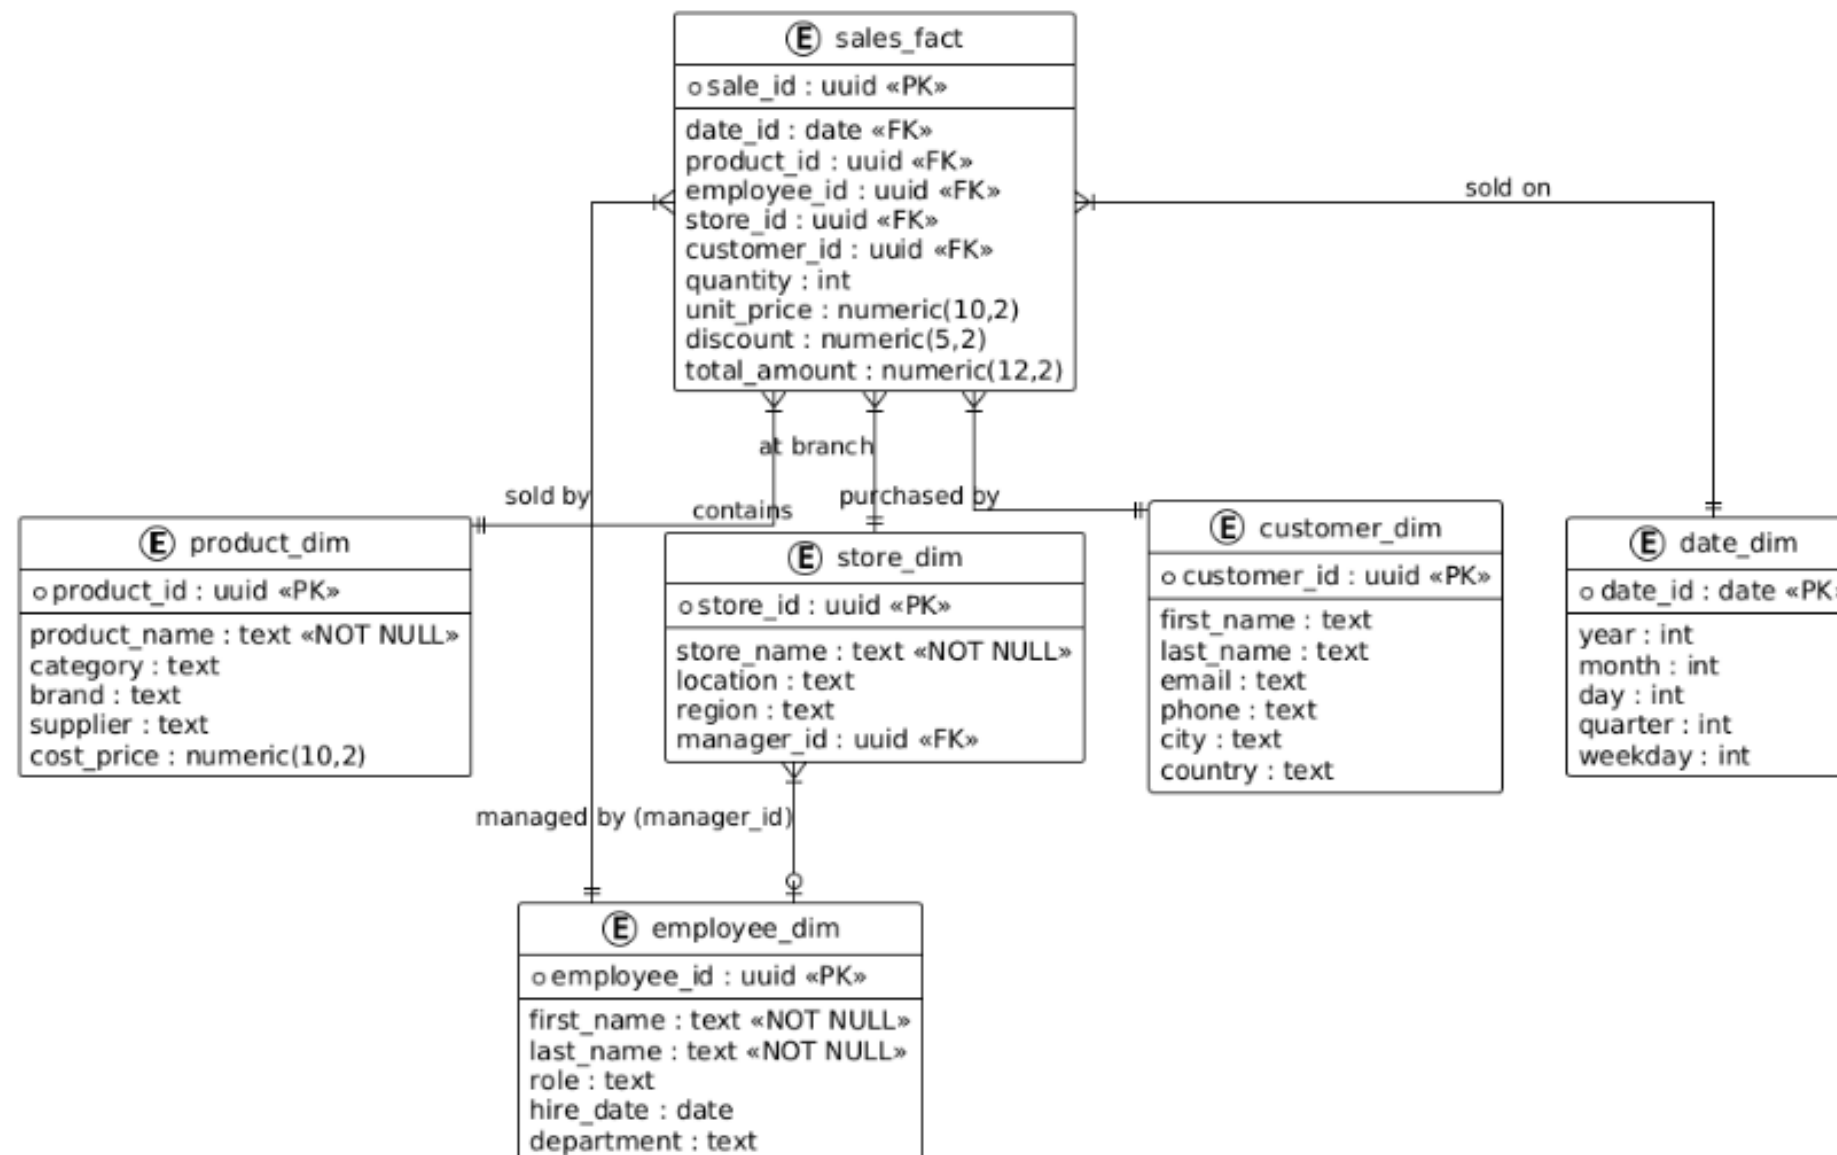 E sales_fact
sale_id : uuid «PK»
date_id : date «FK»
product_id : uuid «FK»
employee_id : uuid «FK»
store_id : uuid «FK»
customer_id : uuid «FK»
quantity : int
unit_price : numeric(10,2)
discount : numeric(5,2)
total_amount : numeric(12,2)
sold on
at branch
sold by
contains
purchased by
E product_dim
product_id : uuid «PK»
product_name : text «NOT NULL»
category : text
brand : text
supplier : text
cost_price : numeric(10,2)
E store_dim
store_id : uuid «PK»
store_name : text «NOT NULL»
location : text
region : text
manager_id : uuid «FK»
E customer_dim
customer_id : uuid «PK»
first_name : text
last_name : text
email : text
phone : text
city : text
country : text
E date_dim
date_id : date «PK»
year : int
month : int
day : int
quarter : int
weekday : int
managed by (manager_id)
E employee_dim
employee_id : uuid «PK»
first_name : text «NOT NULL»
last_name : text «NOT NULL»
role : text
hire_date : date
department : text